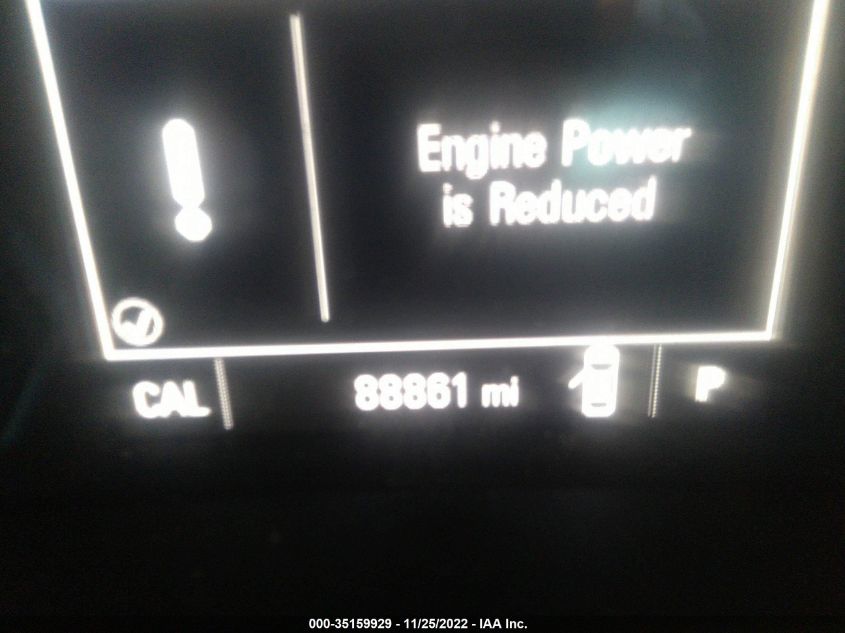 Engine Power
is Reduced
CAL 88861 mi P
000-35159929 - 11/25/2022 - IAA Inc.